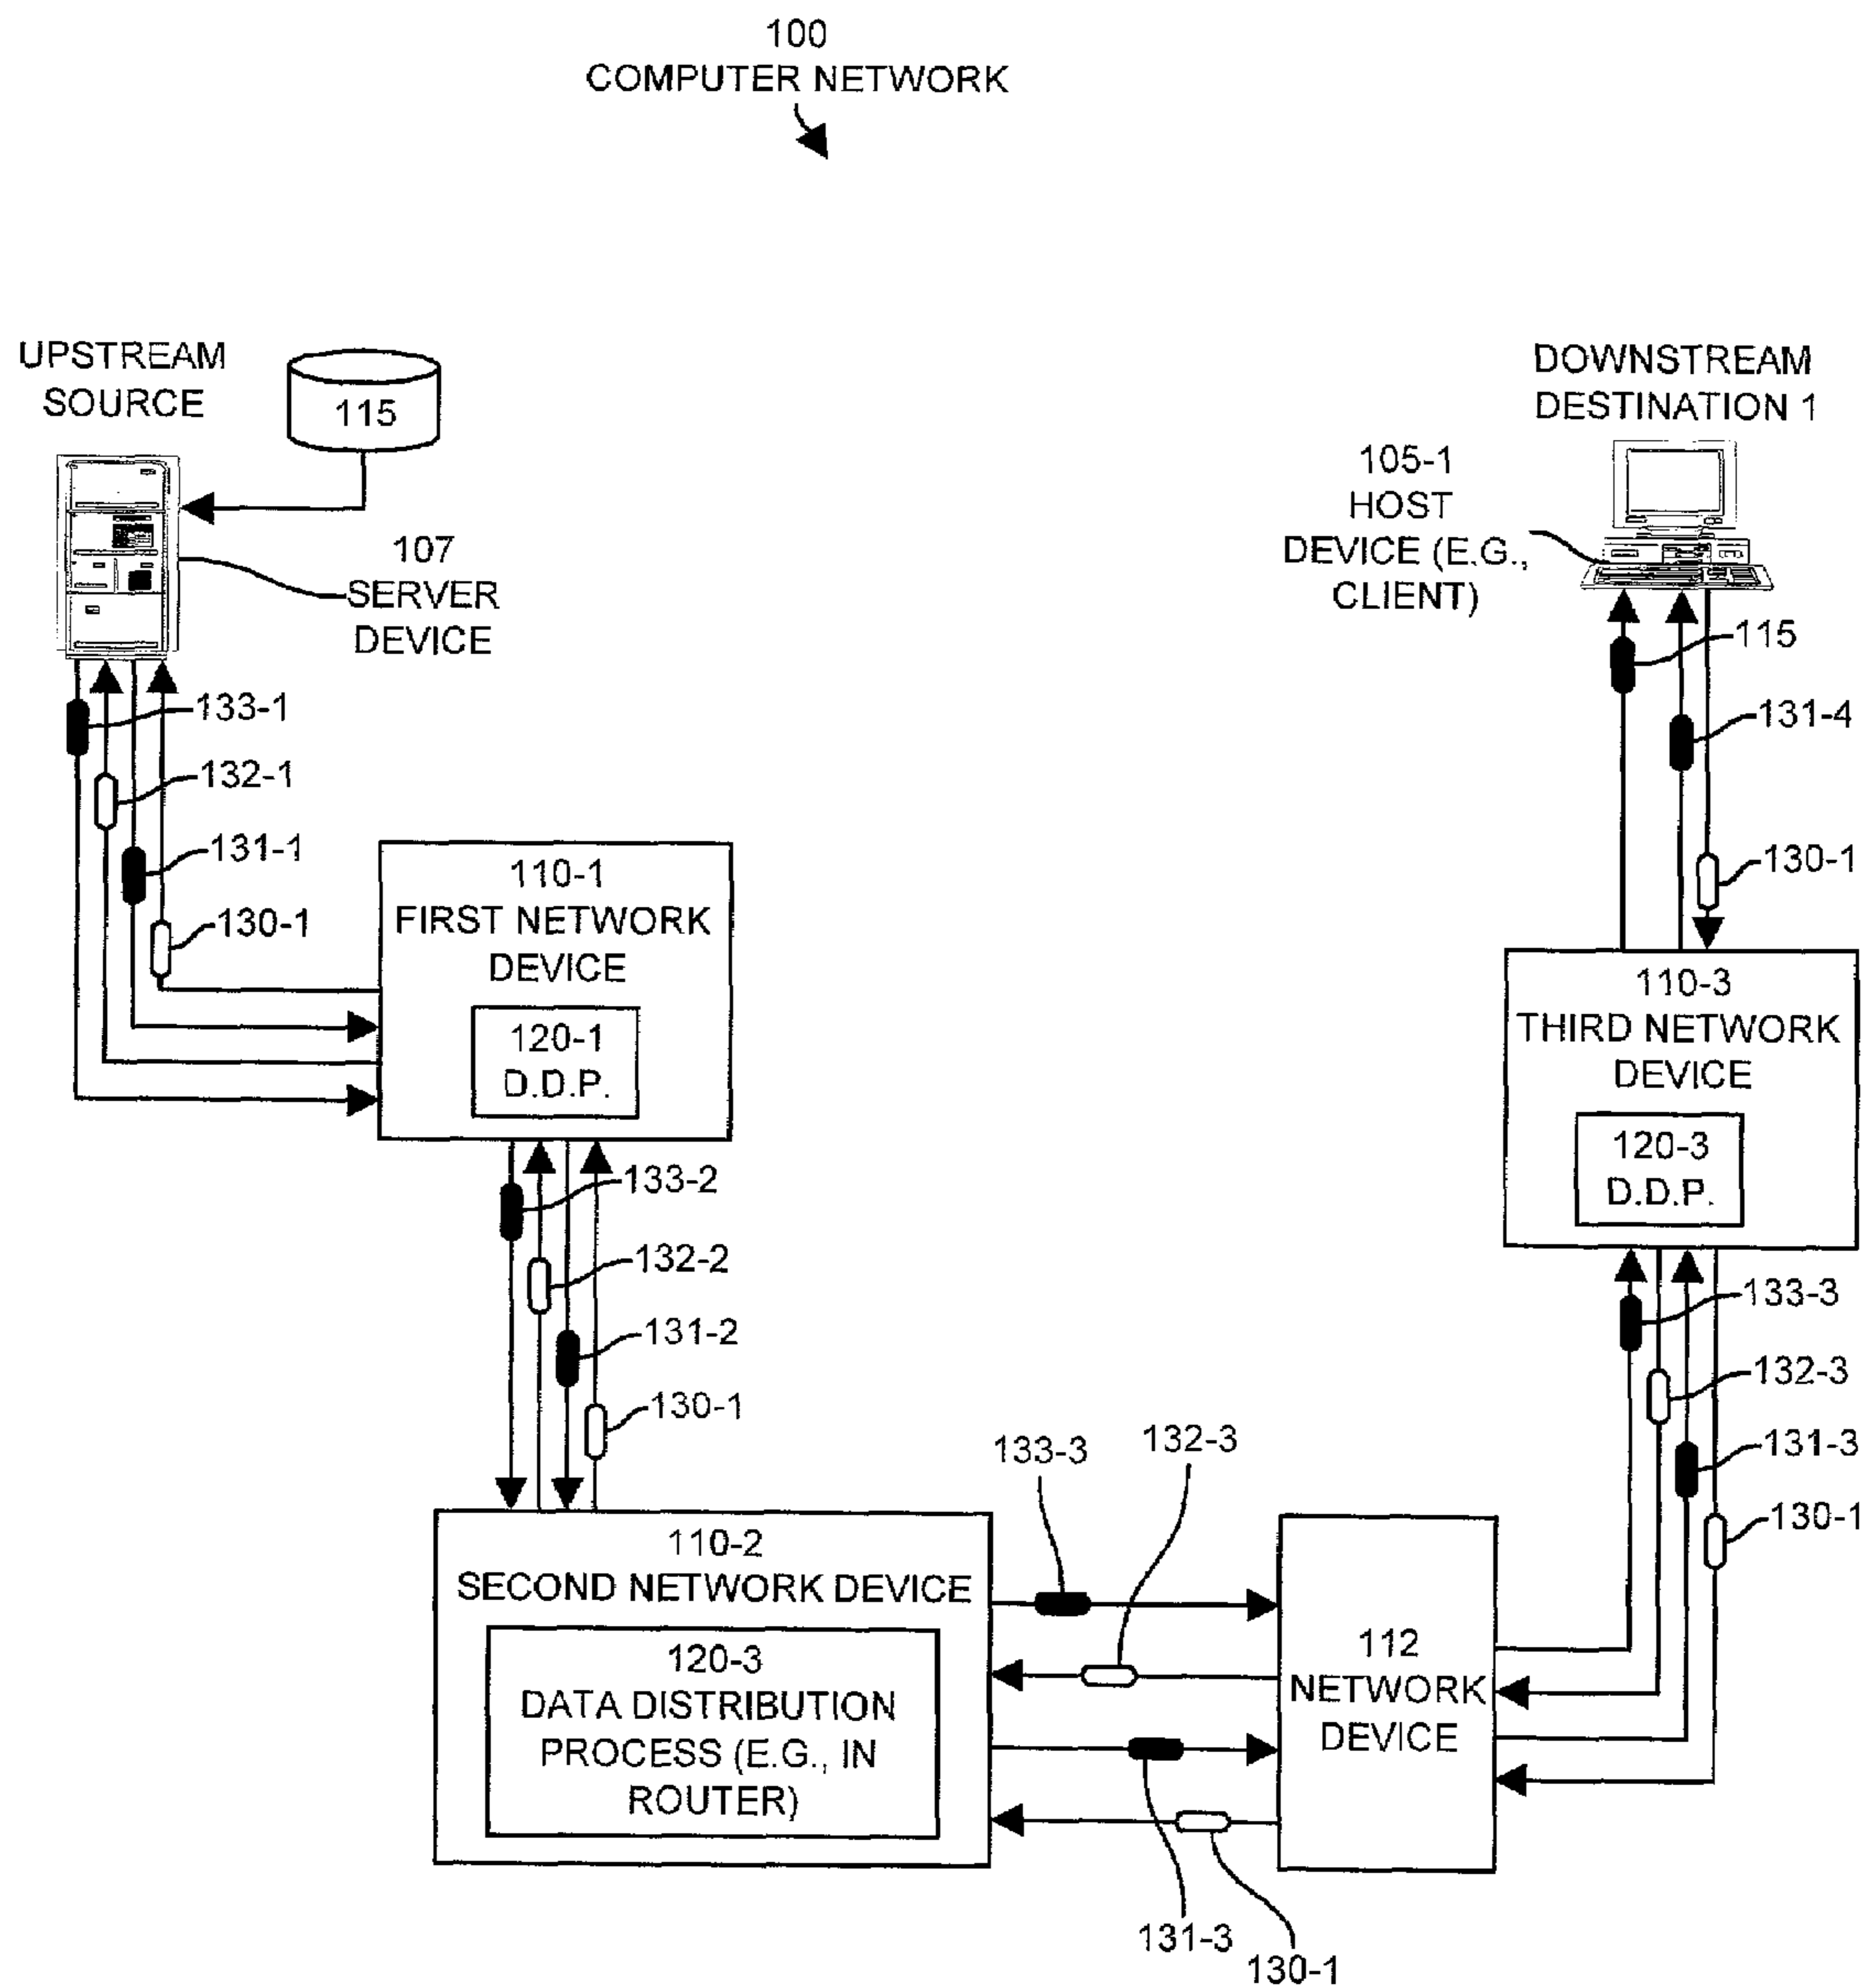 100
COMPUTER NETWORK
UPSTREAM
SOURCE
115
107
SERVER
DEVICE
DOWNSTREAM
DESTINATION 1
105-1
HOST
DEVICE (E.G.,
CLIENT)
115
131-4
130-1
133-1
132-1
131-1
130-1
110-1
FIRST NETWORK
DEVICE
120-1
D.D.P.
110-3
THIRD NETWORK
DEVICE
120-3
D.D.P.
133-2
132-2
131-2
130-1
133-3
132-3
131-3
130-1
133-3
132-3
110-2
SECOND NETWORK DEVICE
120-3
DATA DISTRIBUTION
PROCESS (E.G., IN
ROUTER)
112
NETWORK
DEVICE
131-3
130-1